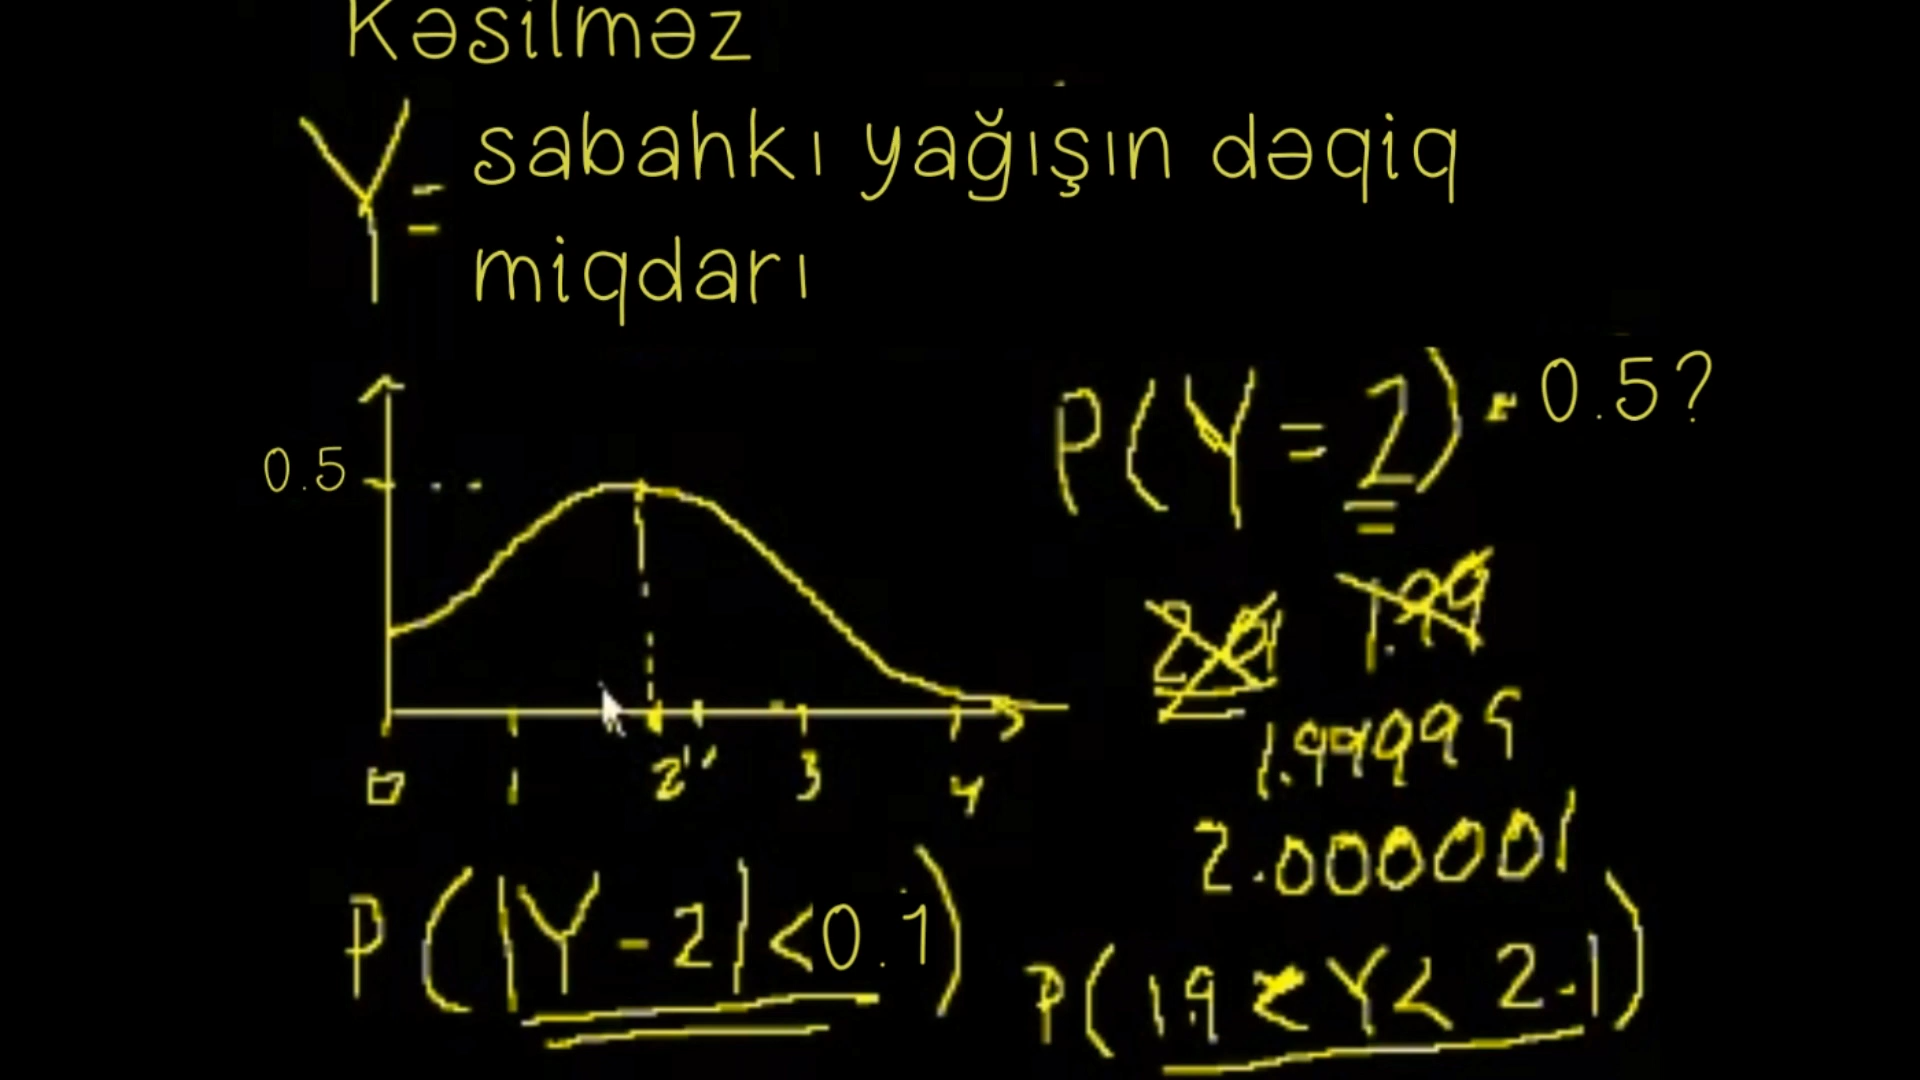 Kəsilməz
Y= sabahkı yağışın dəqiq
miqdarı
P(Y=2) = 0.5?
0.5
2.01 1.99
1.99999
0 1 2'' 3 4
2.000001
P(|Y-2|<0.1)
P(1.9<Y<2.1)